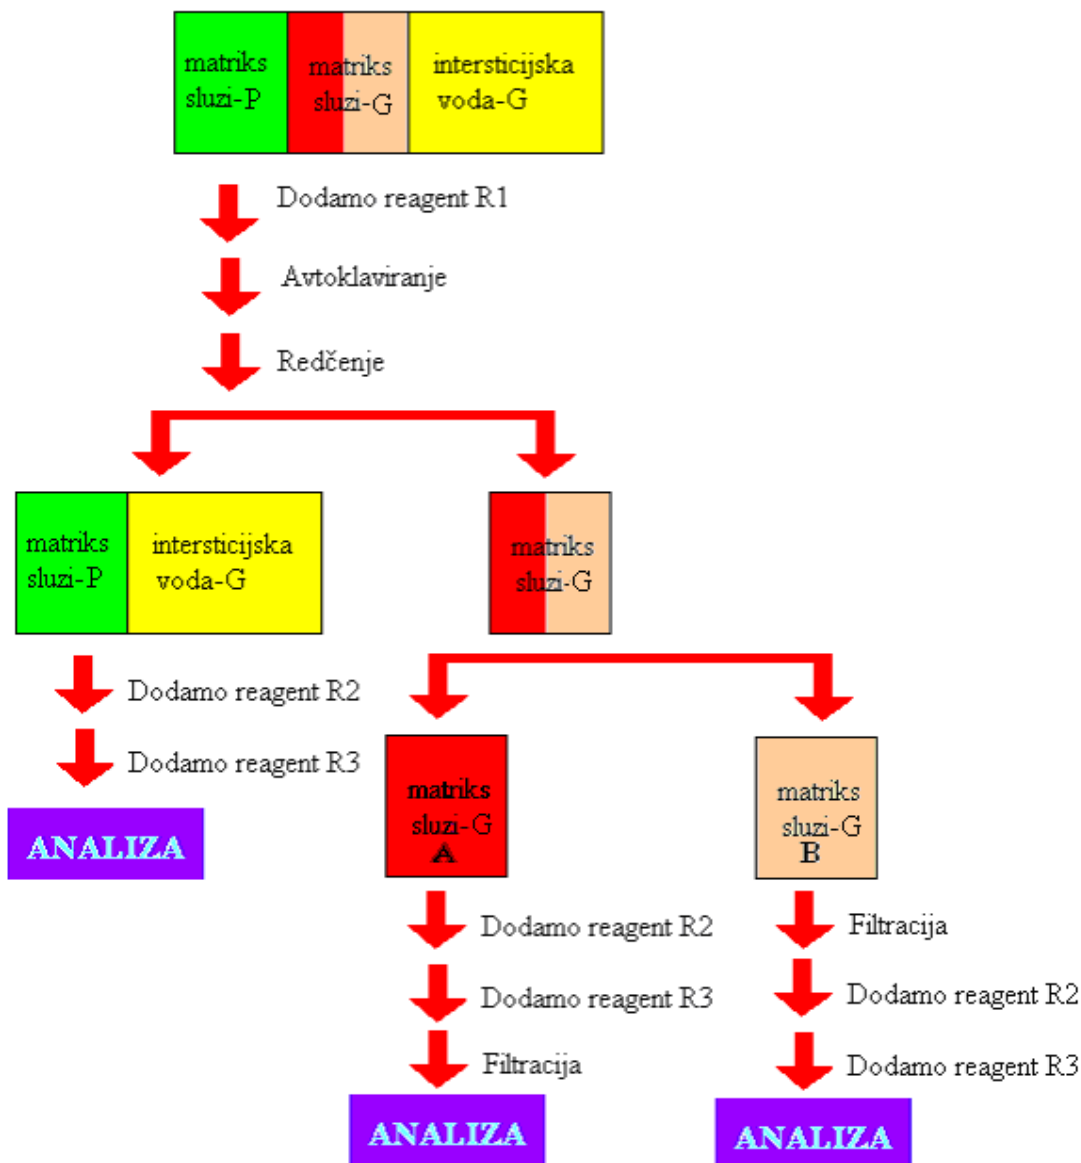 matriks
sluzi-P
matriks
sluzi-G
intersticijska
voda-G
Dodamo reagent R1
Avtoklaviranje
Redčenje
matriks
sluzi-P
intersticijska
voda-G
matriks
sluzi-G
Dodamo reagent R2
Dodamo reagent R3
ANALIZA
matriks
sluzi-G
A
matriks
sluzi-G
B
Dodamo reagent R2
Dodamo reagent R3
Filtracija
ANALIZA
Filtracija
Dodamo reagent R2
Dodamo reagent R3
ANALIZA